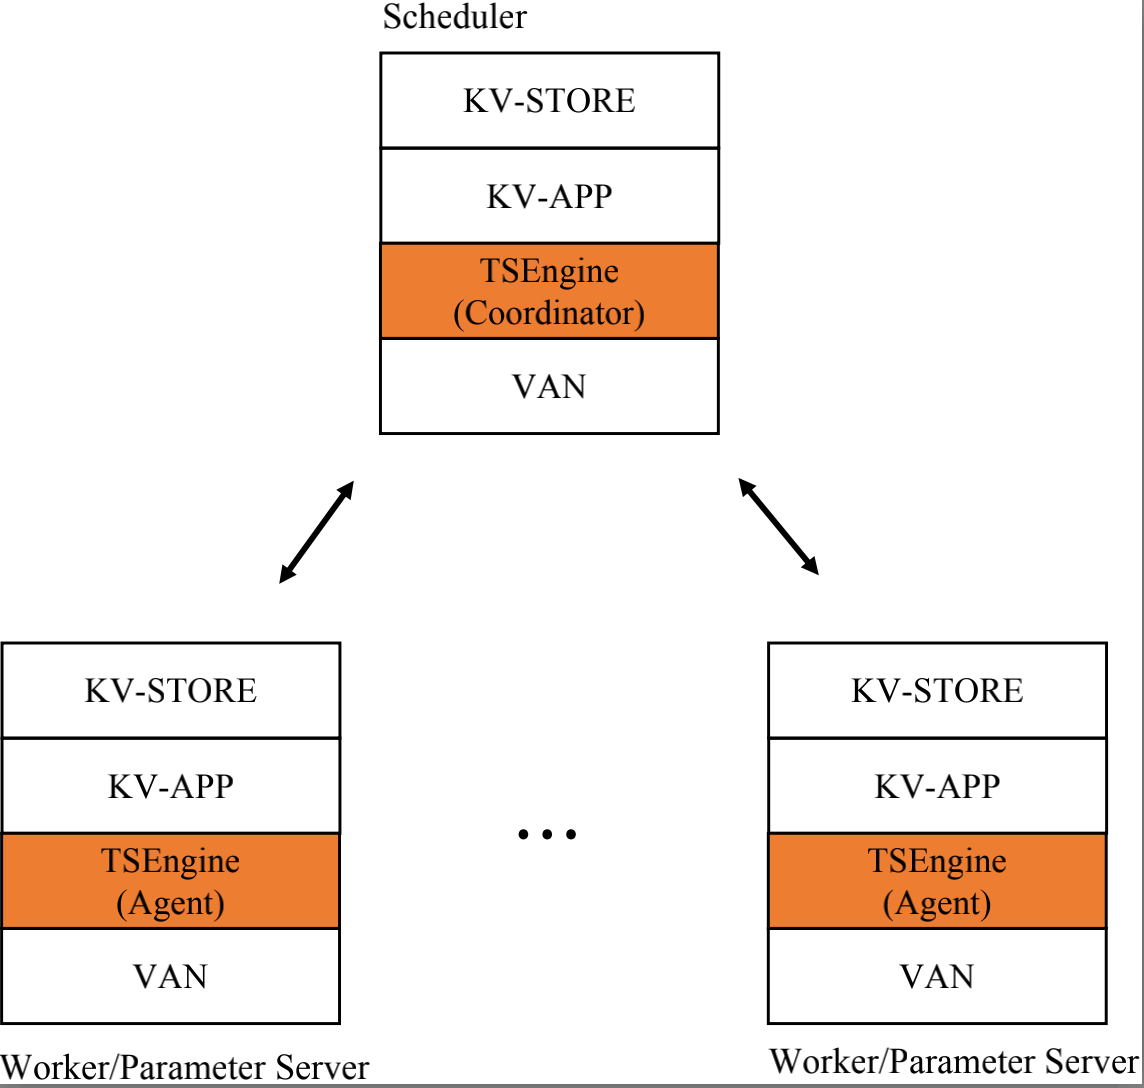 Scheduler
KV-STORE
KV-APP
TSEngine
(Coordinator)
VAN
KV-STORE
KV-APP
TSEngine
(Agent)
VAN
Worker/Parameter Server
...
KV-STORE
KV-APP
TSEngine
(Agent)
VAN
Worker/Parameter Server